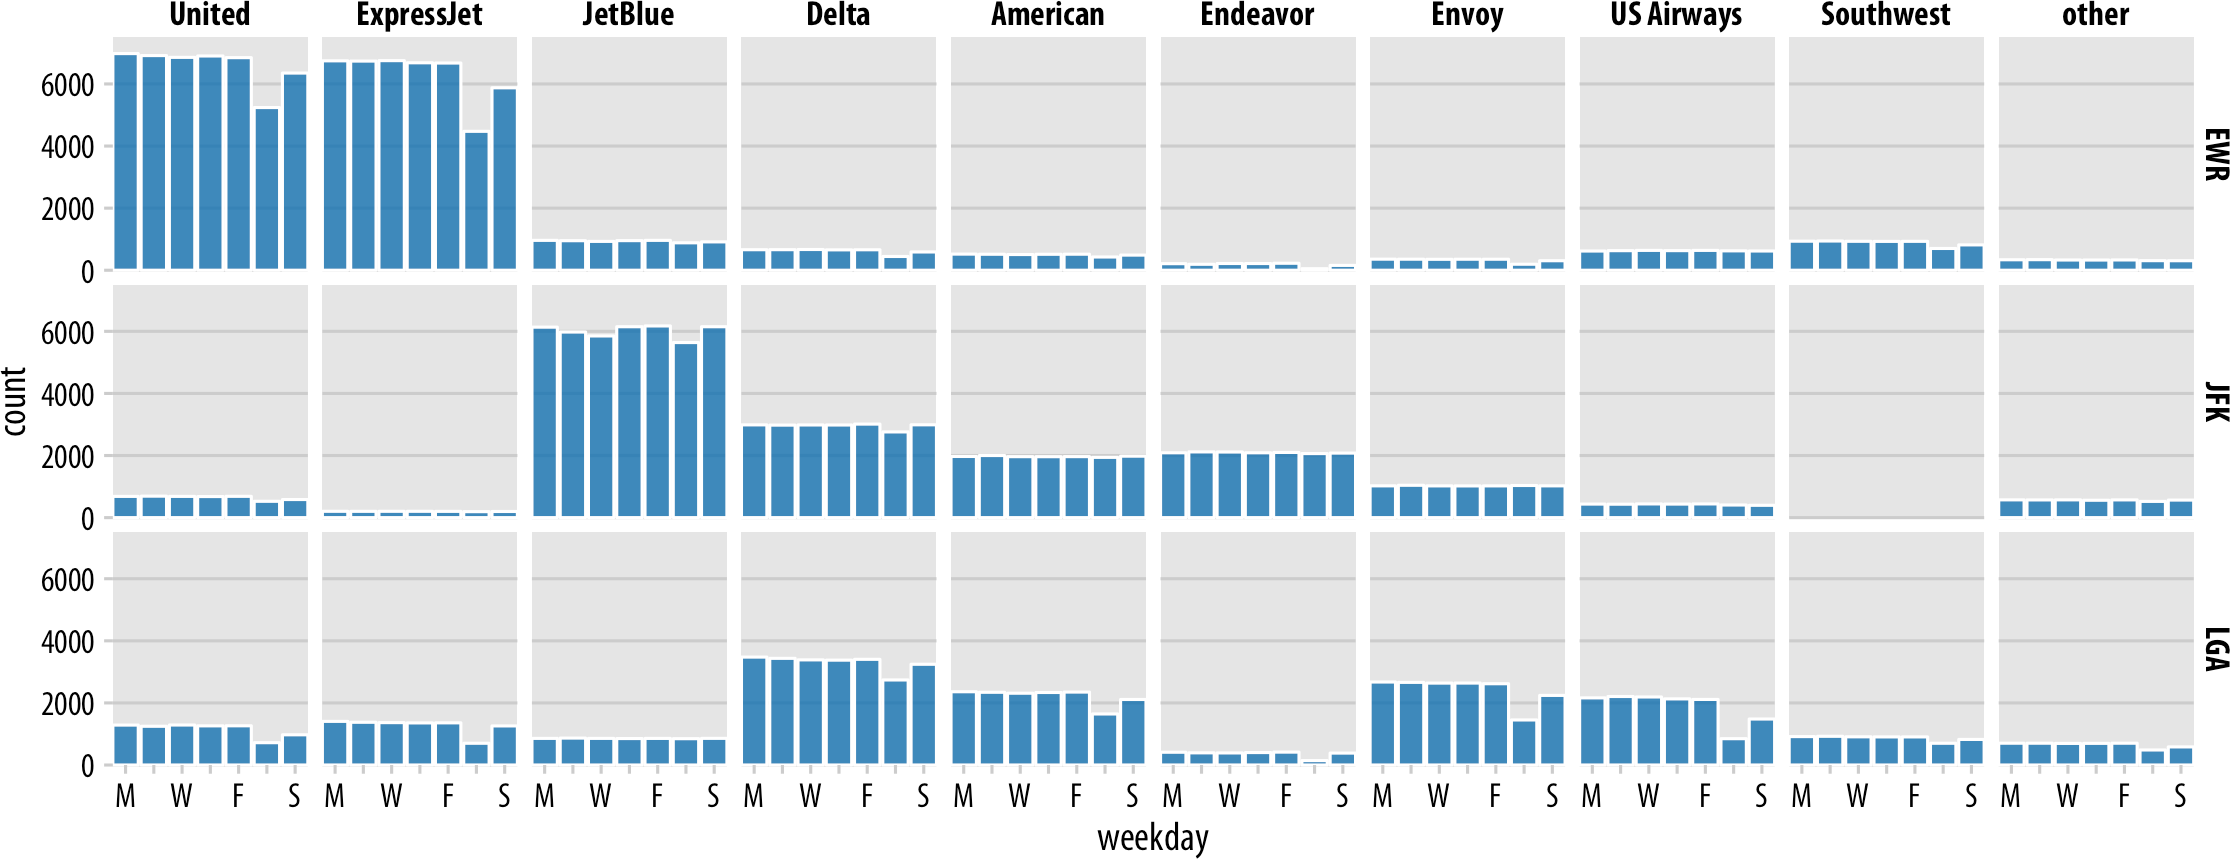 United ExpressJet JetBlue Delta American Endeavor Envoy US Airways Southwest other
6000
4000
2000
0
EWR
6000
4000
2000
0
JFK
count
6000
4000
2000
0
LGA
M W F S M W F S M W F S M W F S M W F S M W F S M W F S M W F S M W F S M W F S
weekday